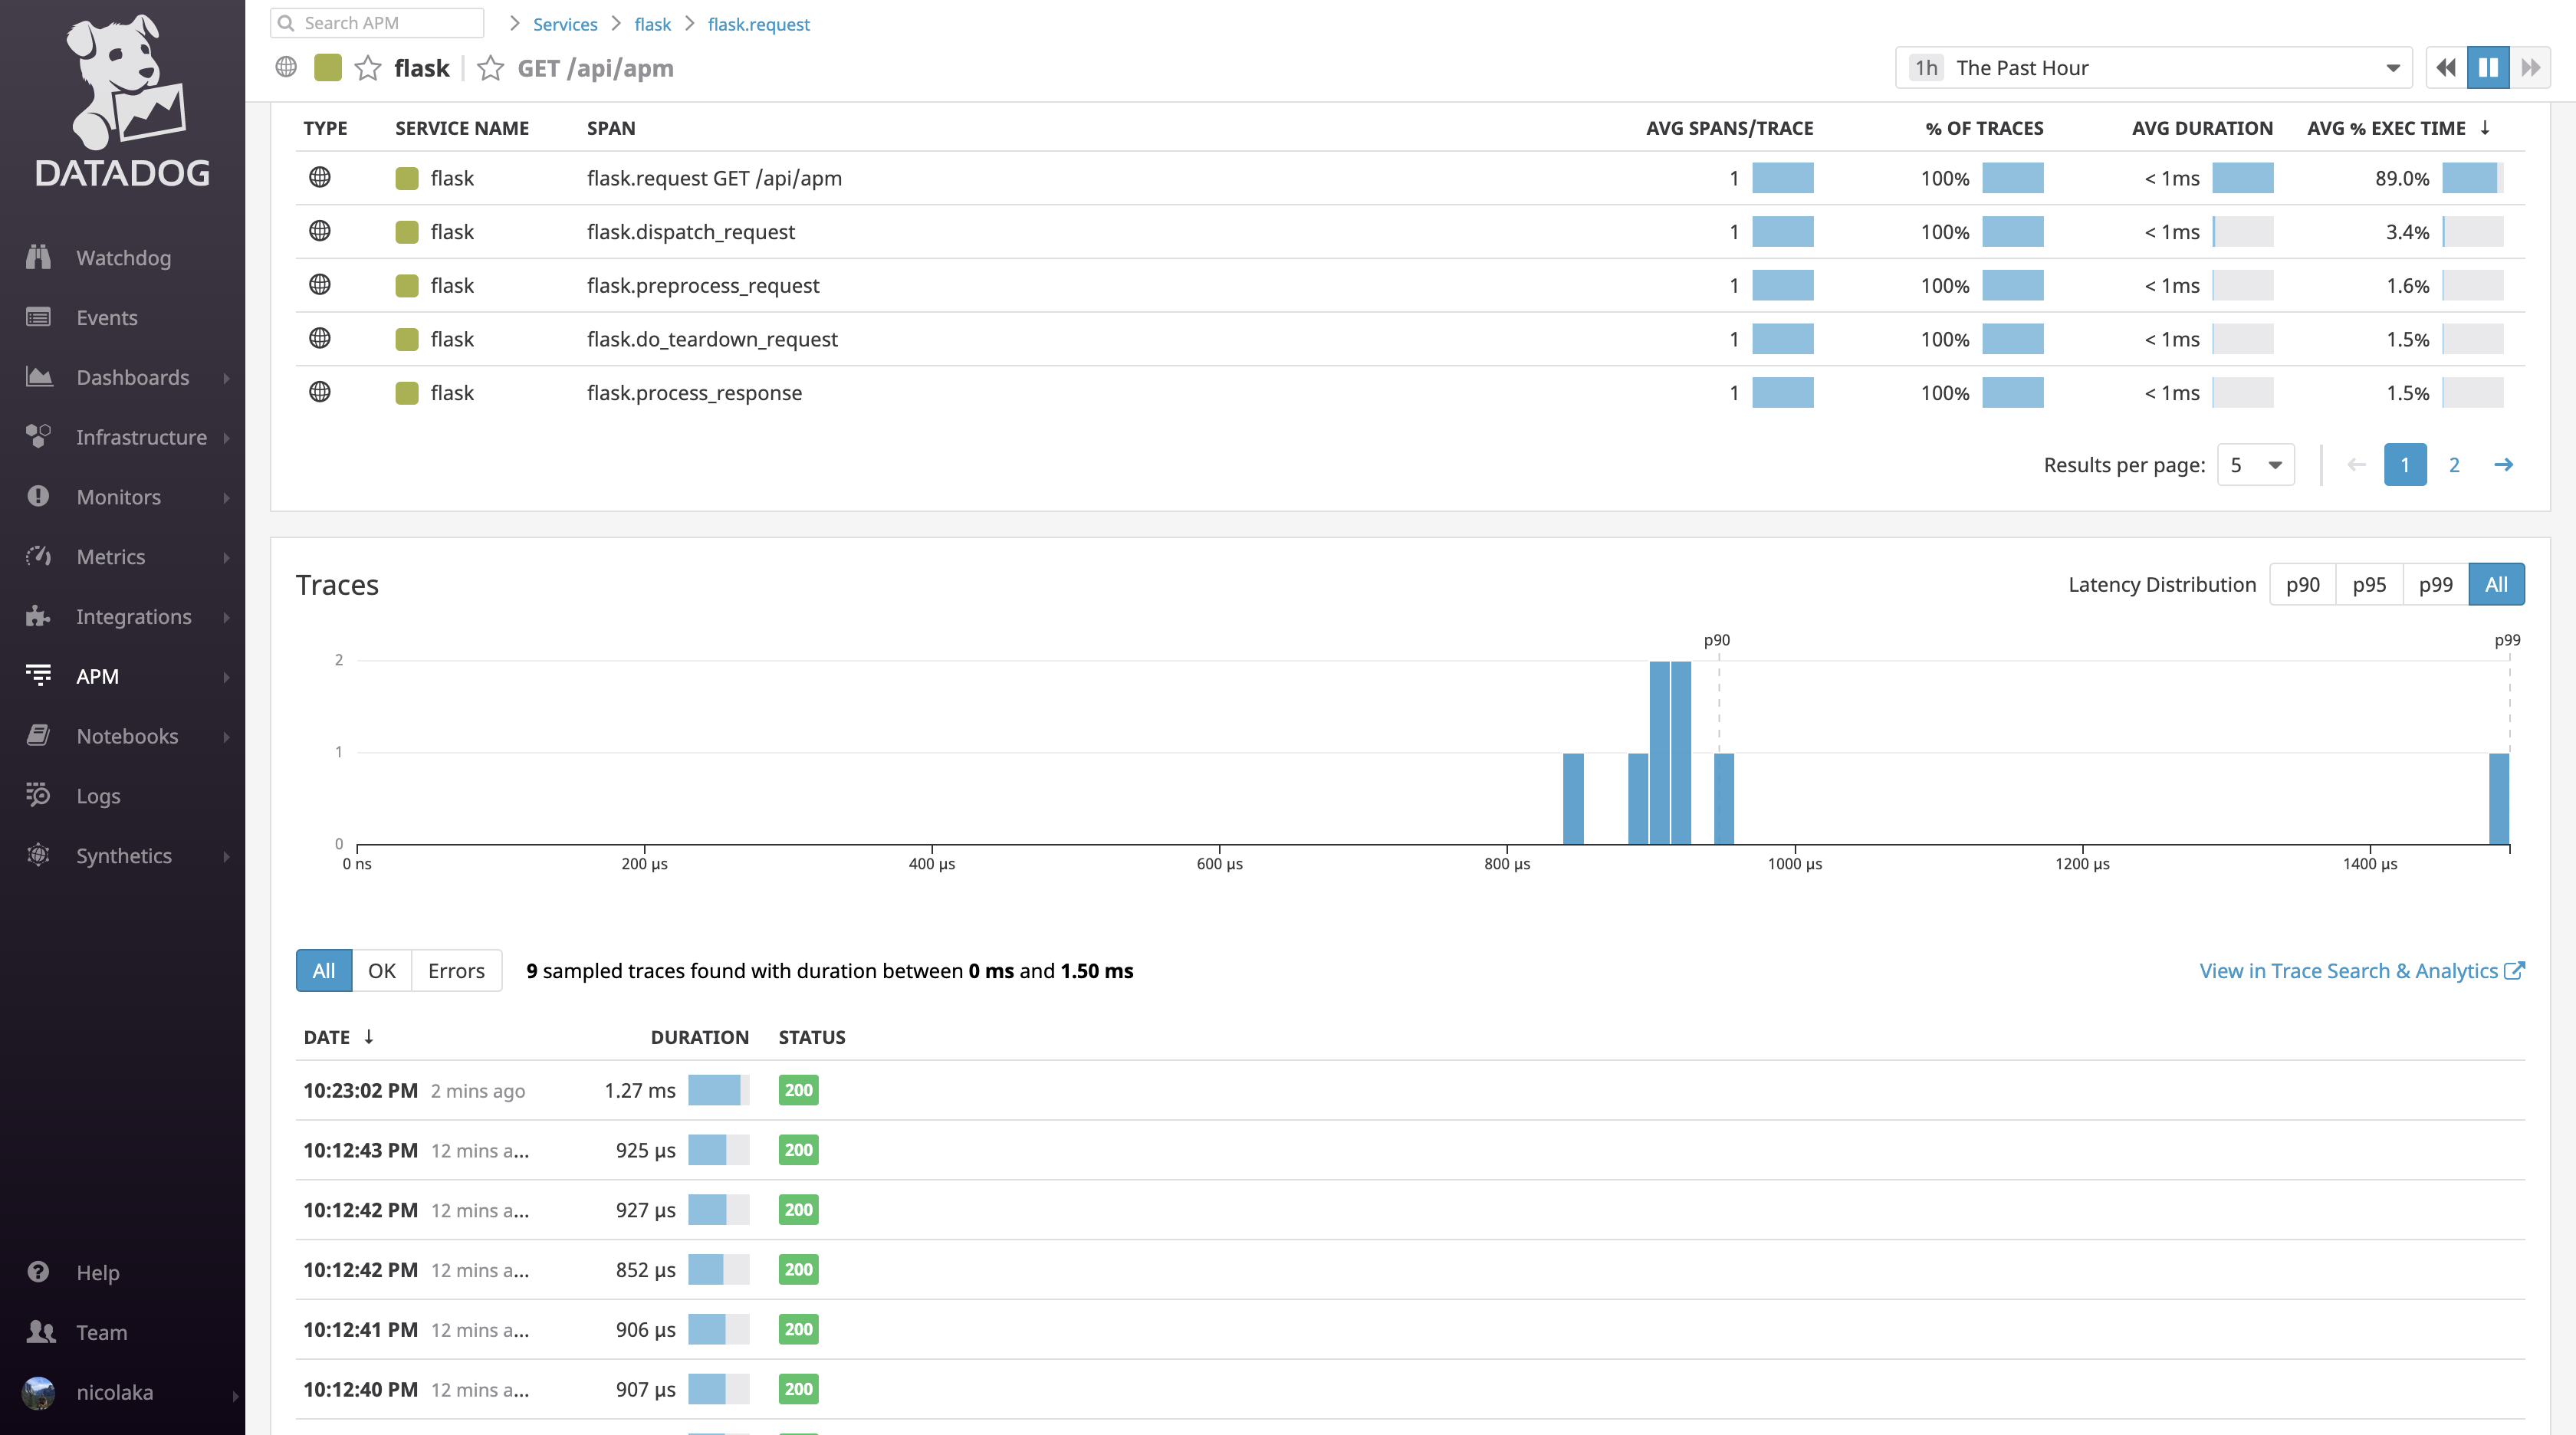 DATADOG
Watchdog
Events
Dashboards
Infrastructure
Monitors
Metrics
Integrations
APM
Notebooks
Logs
Synthetics
Help
Team
nicolaka
Search APM
Services
flask
flask.request
flask
GET /api/apm
1h The Past Hour
TYPE SERVICE NAME SPAN AVG SPANS/TRACE % OF TRACES AVG DURATION AVG % EXEC TIME ↓
flask flask.request GET /api/apm 1 100% < 1ms 89.0%
flask flask.dispatch_request 1 100% < 1ms 3.4%
flask flask.preprocess_request 1 100% < 1ms 1.6%
flask flask.do_teardown_request 1 100% < 1ms 1.5%
flask flask.process_response 1 100% < 1ms 1.5%
Results per page: 5 ← 1 2 →
Traces
Latency Distribution p90 p95 p99 All
p90 p99
2
1
0
0 ns 200 µs 400 µs 600 µs 800 µs 1000 µs 1200 µs 1400 µs
All OK Errors 9 sampled traces found with duration between 0 ms and 1.50 ms View in Trace Search & Analytics
DATE ↓ DURATION STATUS
10:23:02 PM 2 mins ago 1.27 ms 200
10:12:43 PM 12 mins a... 925 µs 200
10:12:42 PM 12 mins a... 927 µs 200
10:12:42 PM 12 mins a... 852 µs 200
10:12:41 PM 12 mins a... 906 µs 200
10:12:40 PM 12 mins a... 907 µs 200